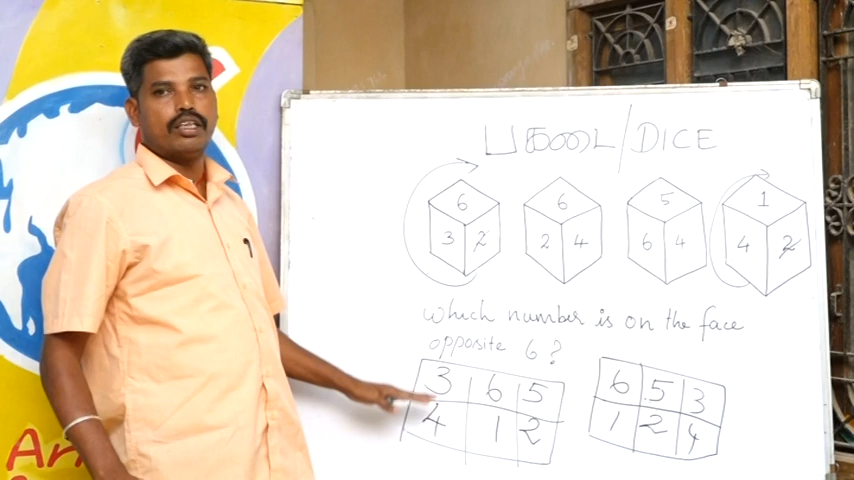 பகடை / DICE
6 6 5 1
3 2 2 4 6 4 4 2
which number is on the face
opposite 6?
3 6 5 6 5 3
4 1 2 1 2 4